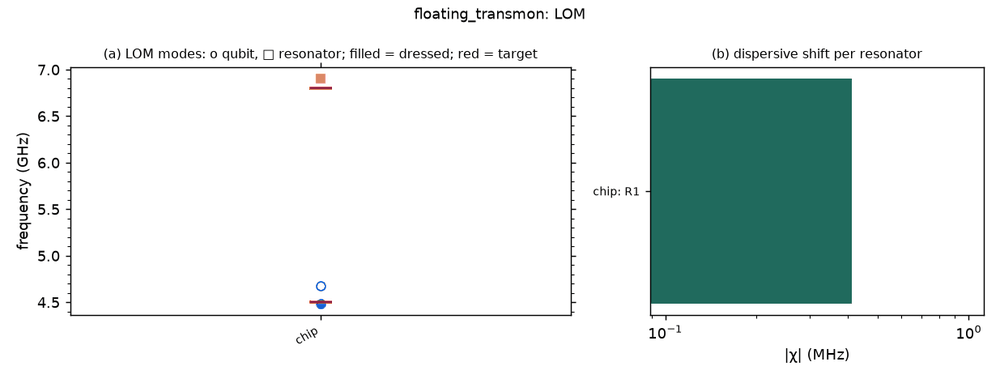 floating_transmon: LOM
(a) LOM modes: o qubit, □ resonator; filled = dressed; red = target
(b) dispersive shift per resonator
frequency (GHz)
7.0
6.5
6.0
5.5
5.0
4.5
chip
chip: R1
10⁻¹
10⁰
|χ| (MHz)